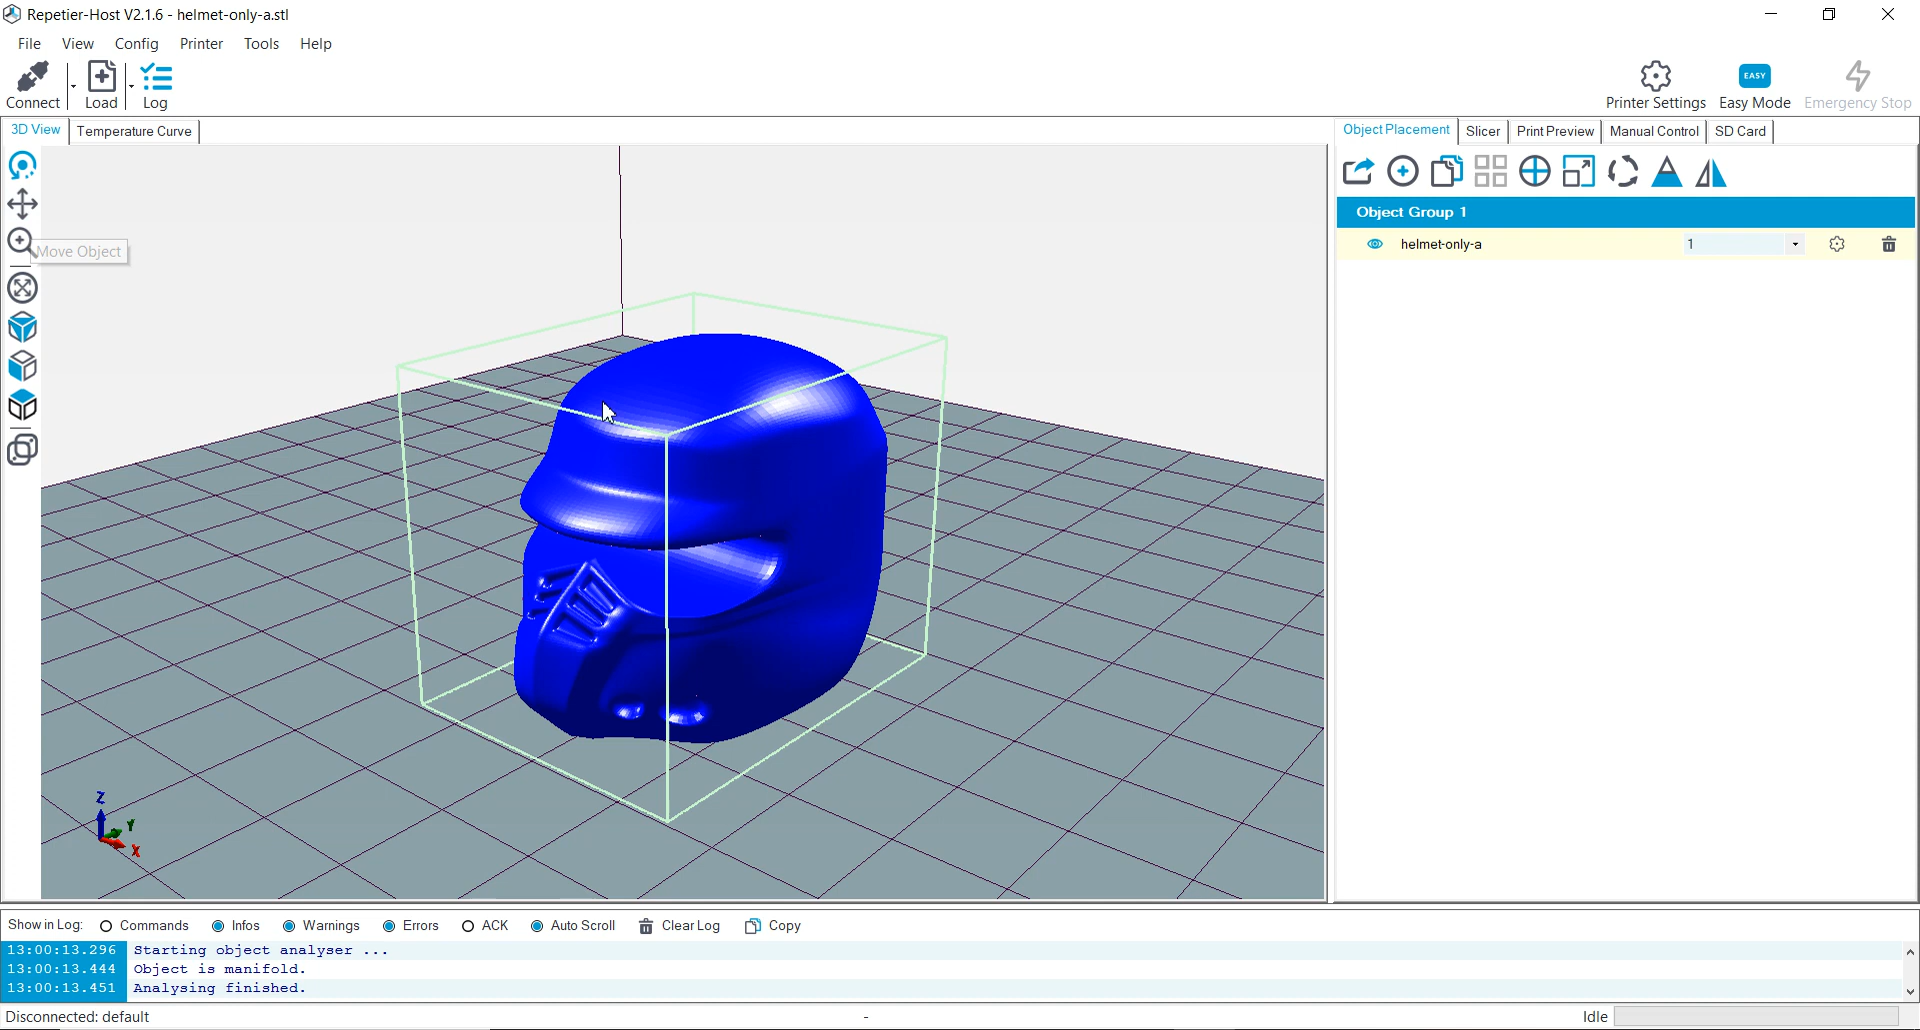 Repetier-Host V2.1.6 - helmet-only-a.stl
File View Config Printer Tools Help
Connect Load Log Printer Settings EASY Easy Mode Emergency Stop
3D View Temperature Curve Object Placement Slicer Print Preview Manual Control SD Card
Object Group 1
helmet-only-a 1
Move Object
Z
Y
X
Show in Log: Commands Infos Warnings Errors ACK Auto Scroll Clear Log Copy
13:00:13.296 Starting object analyser ...
13:00:13.444 Object is manifold.
13:00:13.451 Analysing finished.
Disconnected: default - Idle